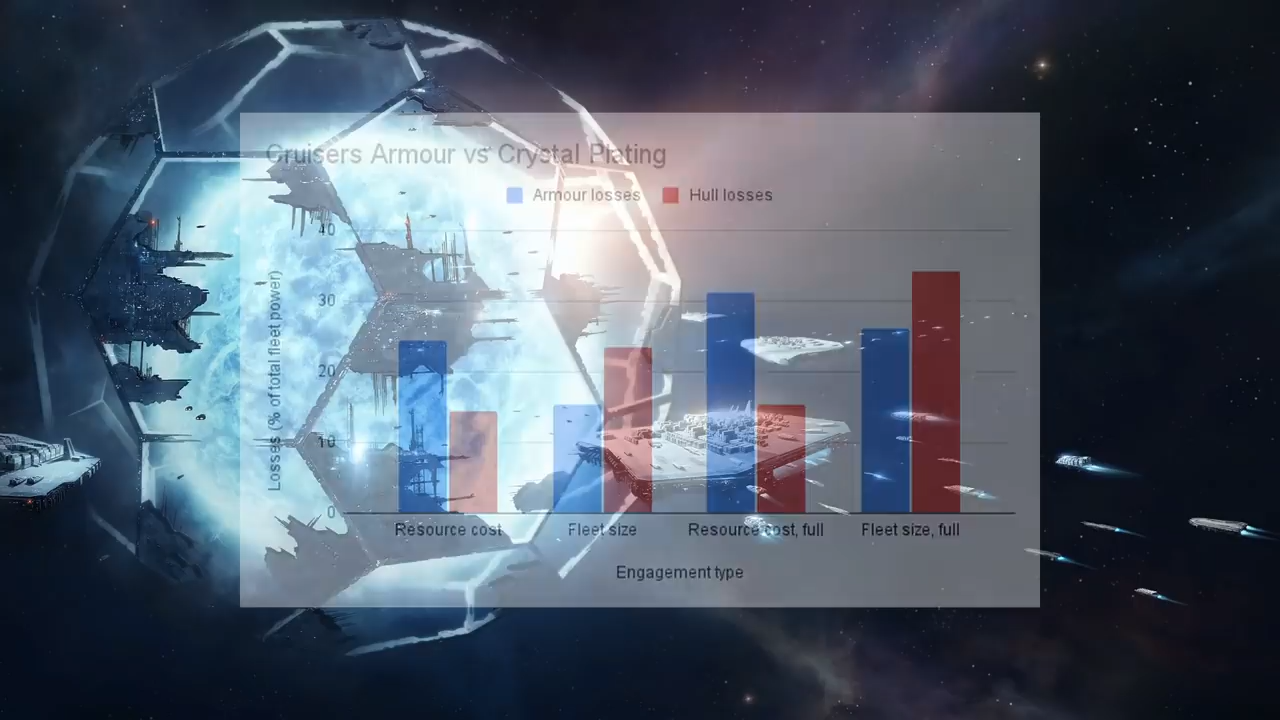 Cruisers Armour vs Crystal Plating
Armour losses
Hull losses
Losses (% of total fleet power)
40
30
20
10
0
Resource cost
Fleet size
Resource cost, full
Fleet size, full
Engagement type